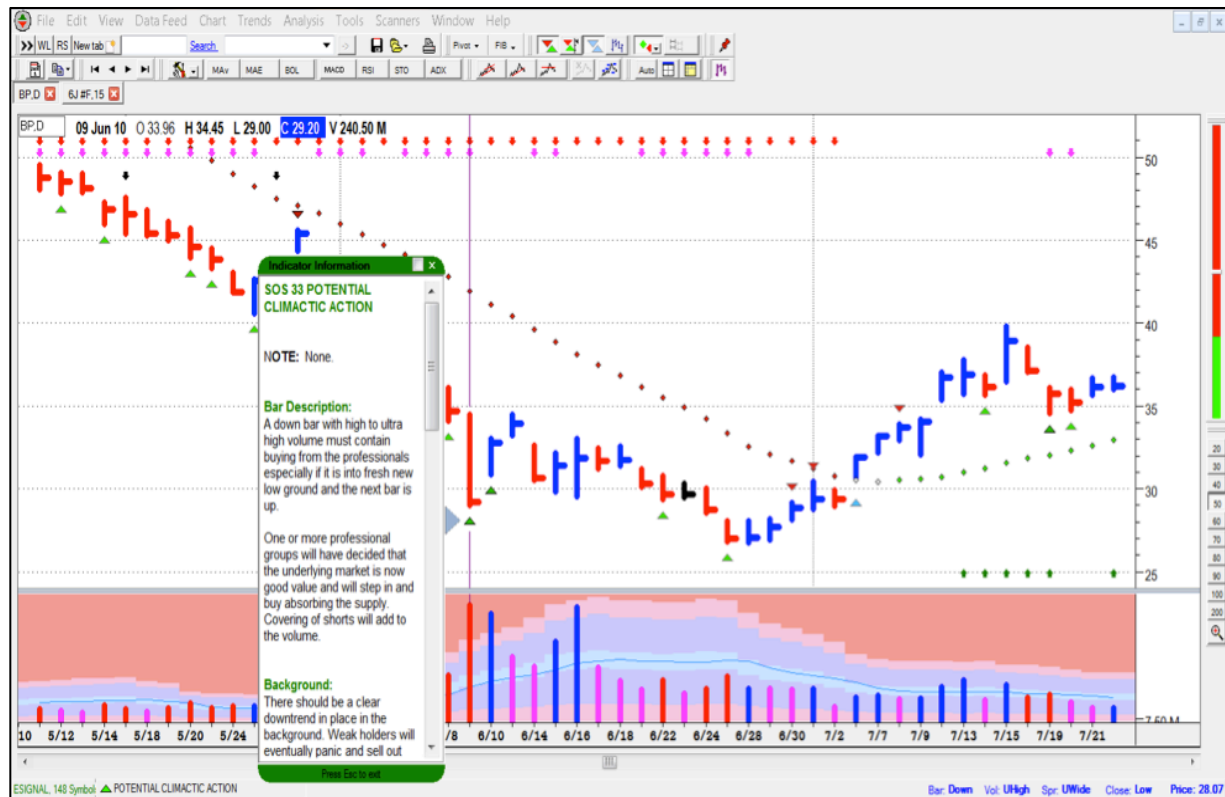 File Edit View Data Feed Chart Trends Analysis Tools Scanners Window Help
WL RS New tab Search Pivot FIB
MAv MAE BOL MACD RSI STO ADX Auto
BP,D 6J #F,15
BP,D 09 Jun 10 O 33.96 H 34.45 L 29.00 C 29.20 V 240.50 M
50
45
40
35
30
25
20
30
40
50
60
70
80
90
100
200
Indicator Information X
SOS 33 POTENTIAL
CLIMACTIC ACTION
NOTE: None.
Bar Description:
A down bar with high to ultra
high volume must contain
buying from the professionals
especially if it is into fresh new
low ground and the next bar is
up.
One or more professional
groups will have decided that
the underlying market is now
good value and will step in and
buy absorbing the supply.
Covering of shorts will add to
the volume.
Background:
There should be a clear
downtrend in place in the
background. Weak holders will
eventually panic and sell out
Press Esc to exit
7.60 M
10 5/12 5/14 5/18 5/20 5/24 /8 6/10 6/14 6/16 6/18 6/22 6/24 6/28 6/30 7/2 7/7 7/9 7/13 7/15 7/19 7/21
ESIGNAL, 148 Symbol POTENTIAL CLIMACTIC ACTION Bar: Down Vol: UHigh Spr: UWide Close: Low Price: 28.07